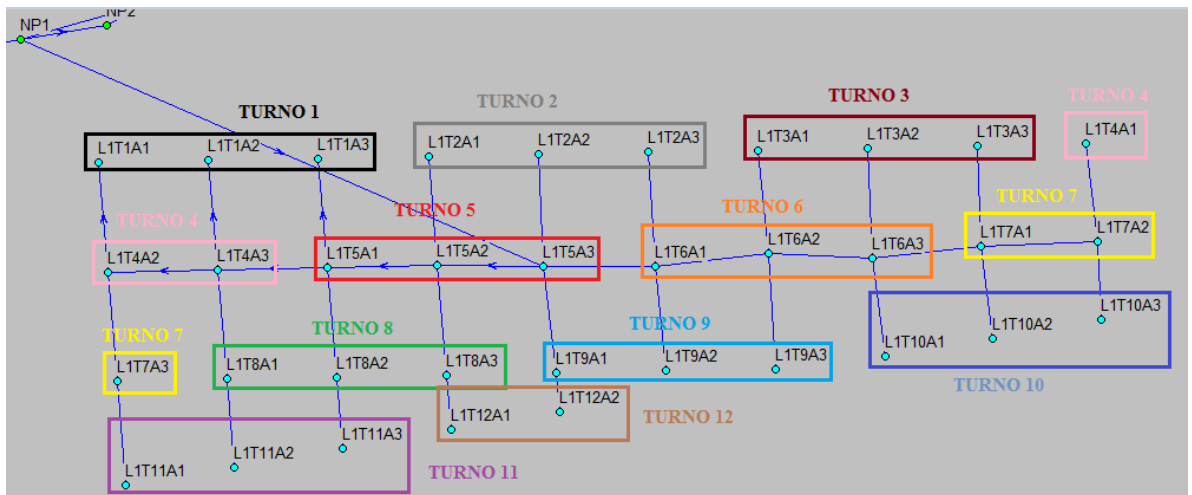 NP1
NP2
TURNO 1
TURNO 2
TURNO 3
TURNO 4
L1T1A1
L1T1A2
L1T1A3
L1T2A1
L1T2A2
L1T2A3
L1T3A1
L1T3A2
L1T3A3
L1T4A1
TURNO 4
TURNO 5
TURNO 6
TURNO 7
L1T4A2
L1T4A3
L1T5A1
L1T5A2
L1T5A3
L1T6A1
L1T6A2
L1T6A3
L1T7A1
L1T7A2
TURNO 7
TURNO 8
TURNO 9
L1T7A3
L1T8A1
L1T8A2
L1T8A3
L1T9A1
L1T9A2
L1T9A3
L1T10A1
L1T10A2
L1T10A3
TURNO 10
L1T11A1
L1T11A2
L1T11A3
L1T12A1
L1T12A2
TURNO 12
TURNO 11